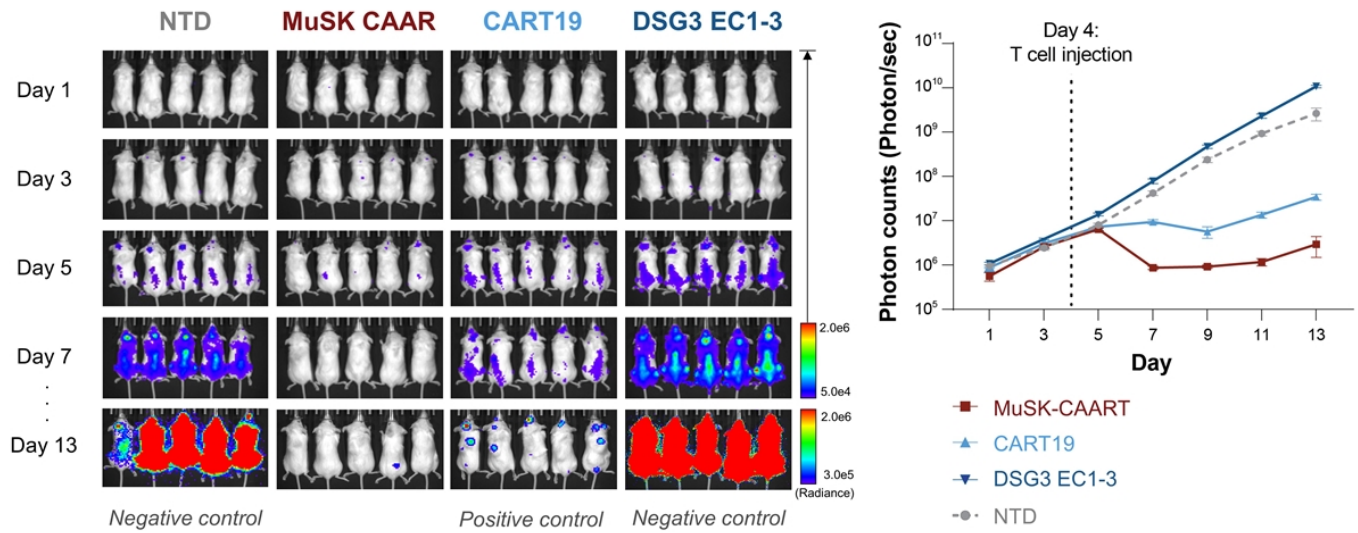 NTD MuSK CAAR CART19 DSG3 EC1-3
Day 1
Day 3
Day 5
Day 7
Day 13
2.0e6
5.0e4
2.0e6
3.0e5
(Radiance)
Negative control Positive control Negative control
Day 4:
T cell injection
Photon counts (Photon/sec)
10¹¹
10¹⁰
10⁹
10⁸
10⁷
10⁶
10⁵
1 3 5 7 9 11 13
Day
MuSK-CAART
CART19
DSG3 EC1-3
NTD